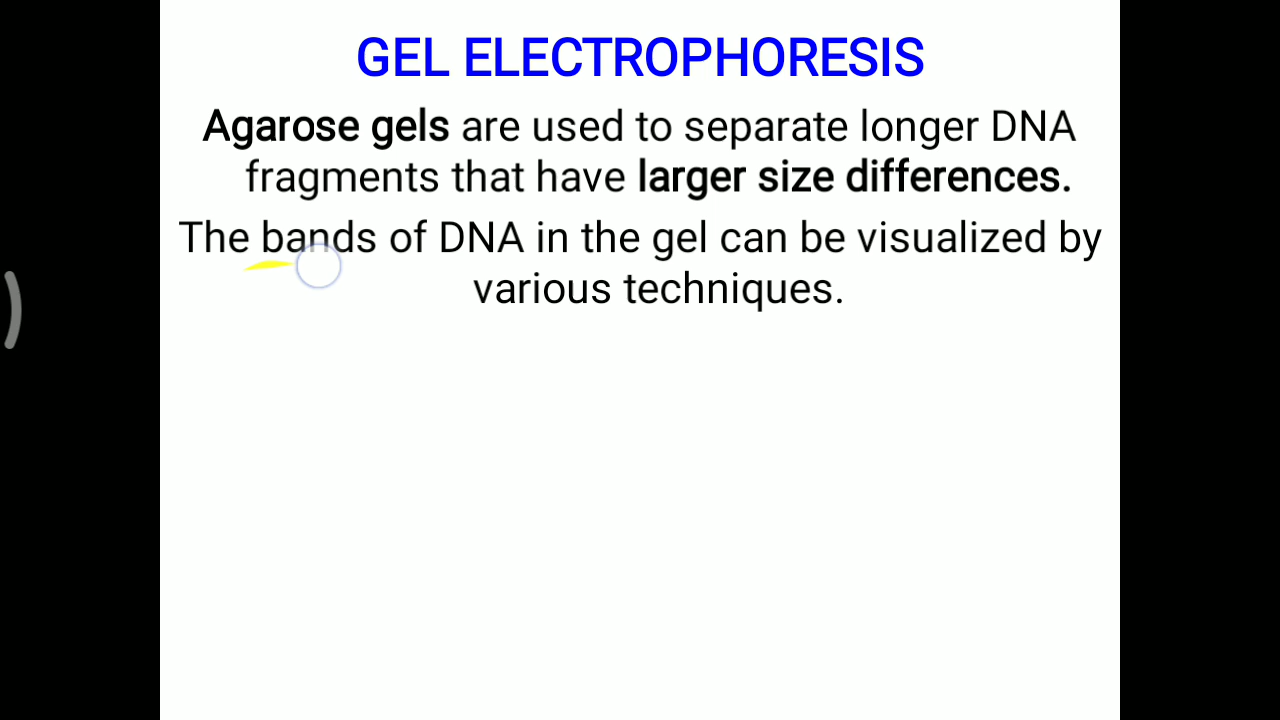 GEL ELECTROPHORESIS
Agarose gels are used to separate longer DNA
fragments that have larger size differences.
The bands of DNA in the gel can be visualized by
various techniques.